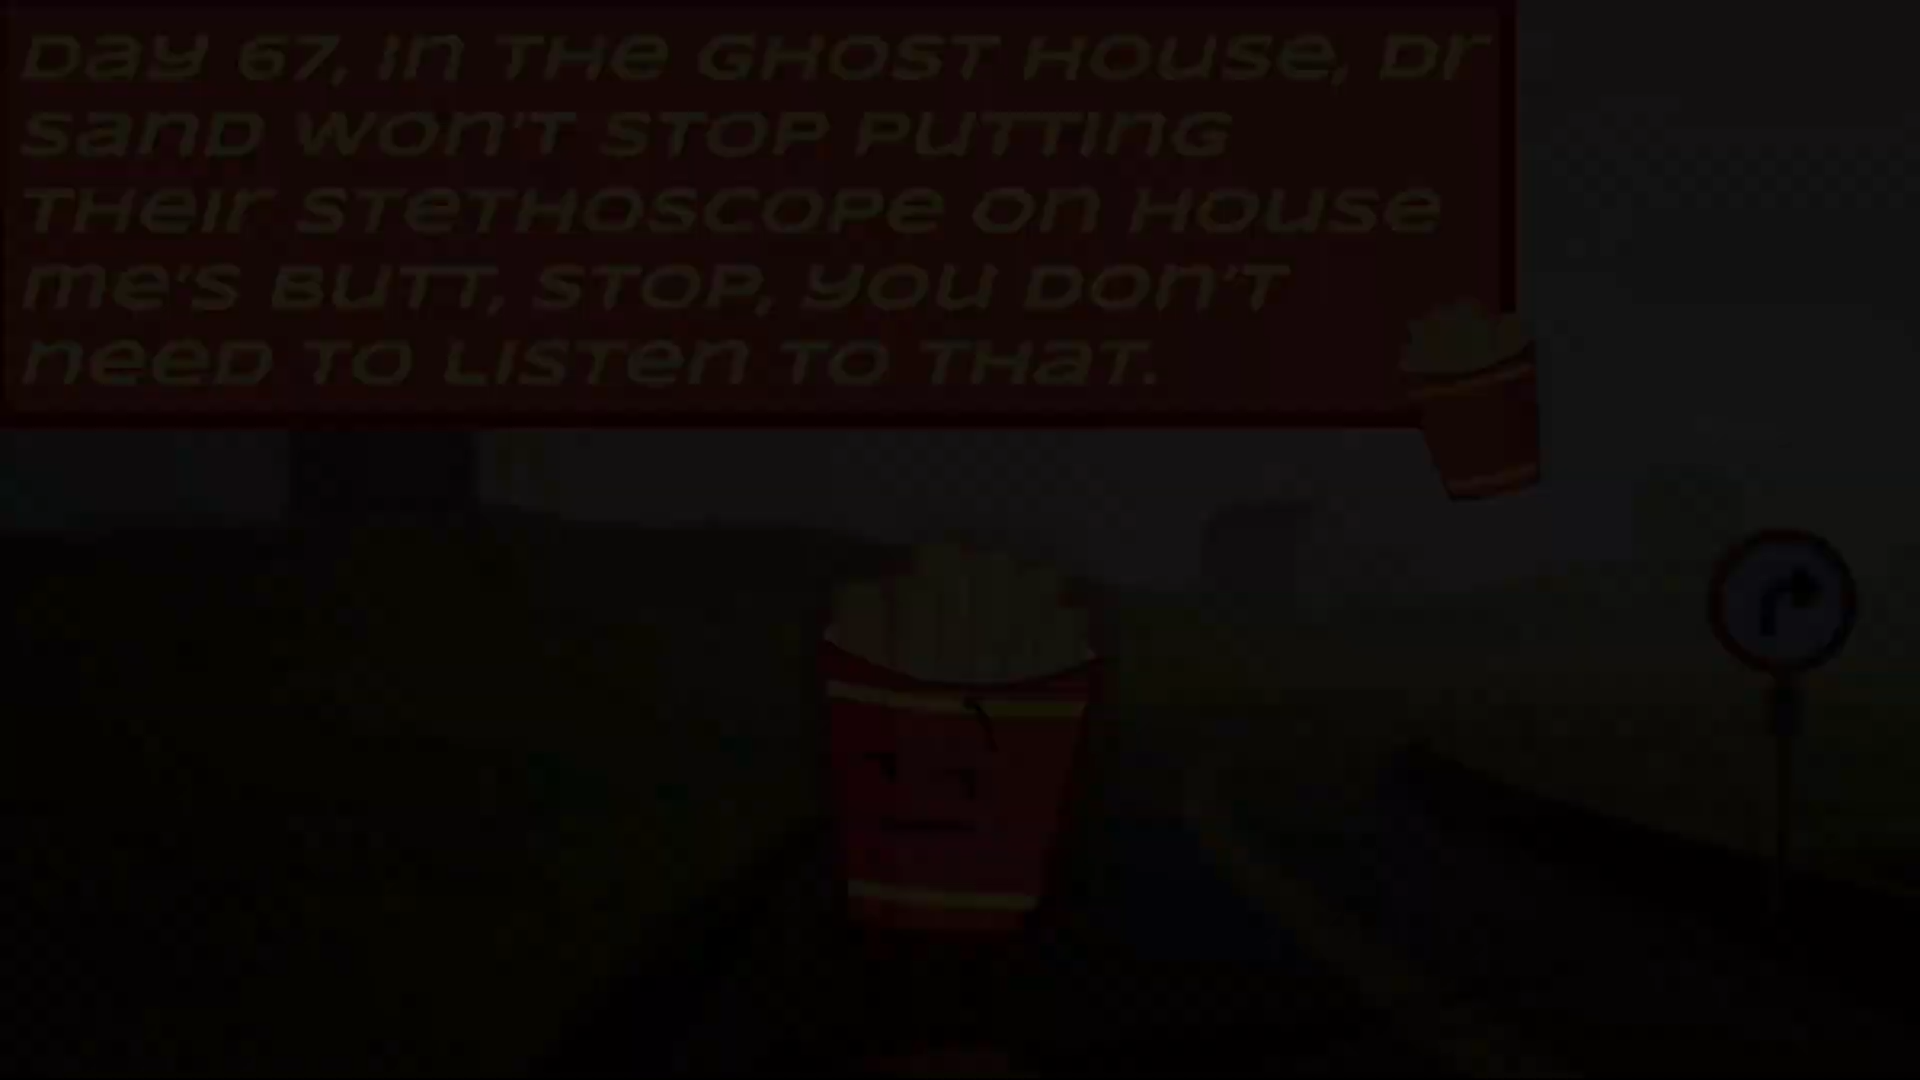 Day 67, in the ghost house, Dr
Sand won't stop putting
their stethoscope on House
Me's butt, stop, you don't
need to listen to that.